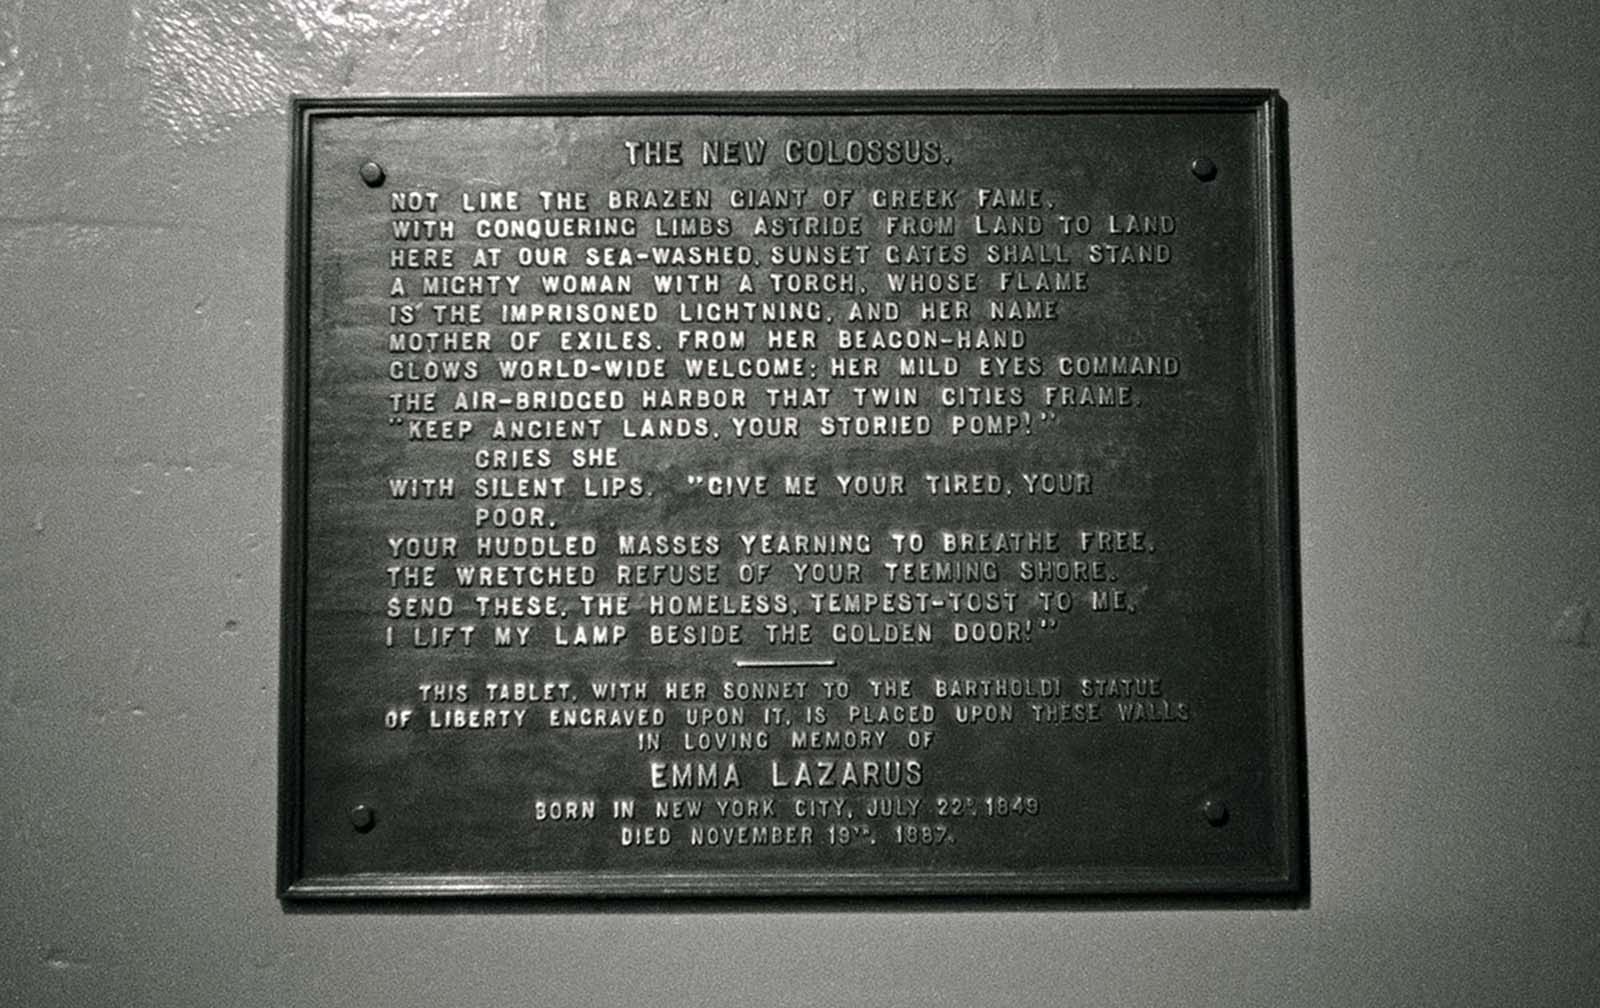 THE NEW COLOSSUS.
NOT LIKE THE BRAZEN GIANT OF GREEK FAME,
WITH CONQUERING LIMBS ASTRIDE FROM LAND TO LAND
HERE AT OUR SEA-WASHED, SUNSET GATES SHALL STAND
A MIGHTY WOMAN WITH A TORCH, WHOSE FLAME
IS THE IMPRISONED LIGHTNING, AND HER NAME
MOTHER OF EXILES. FROM HER BEACON-HAND
GLOWS WORLD-WIDE WELCOME; HER MILD EYES COMMAND
THE AIR-BRIDGED HARBOR THAT TWIN CITIES FRAME.
"KEEP ANCIENT LANDS, YOUR STORIED POMP!"
CRIES SHE
WITH SILENT LIPS. "GIVE ME YOUR TIRED, YOUR
POOR,
YOUR HUDDLED MASSES YEARNING TO BREATHE FREE,
THE WRETCHED REFUSE OF YOUR TEEMING SHORE.
SEND THESE, THE HOMELESS, TEMPEST-TOST TO ME,
I LIFT MY LAMP BESIDE THE GOLDEN DOOR!"
THIS TABLET, WITH HER SONNET TO THE BARTHOLDI STATUE
OF LIBERTY ENGRAVED UPON IT, IS PLACED UPON THESE WALLS
IN LOVING MEMORY OF
EMMA LAZARUS
BORN IN NEW YORK CITY, JULY 22D, 1849
DIED NOVEMBER 19TH, 1887.